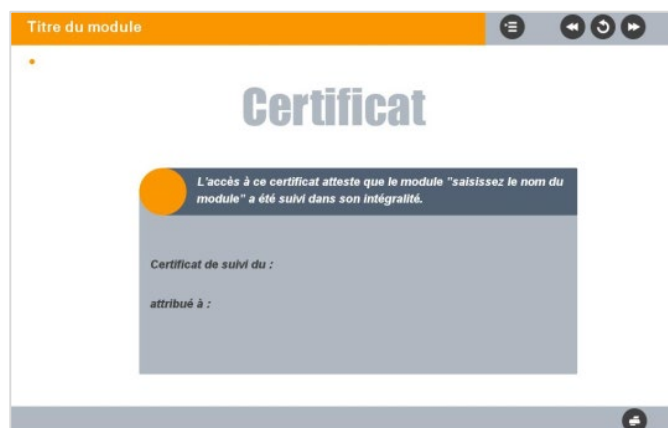 Titre du module
Certificat
L'accès à ce certificat atteste que le module "saisissez le nom du
module" a été suivi dans son intégralité.
Certificat de suivi du :
attribué à :